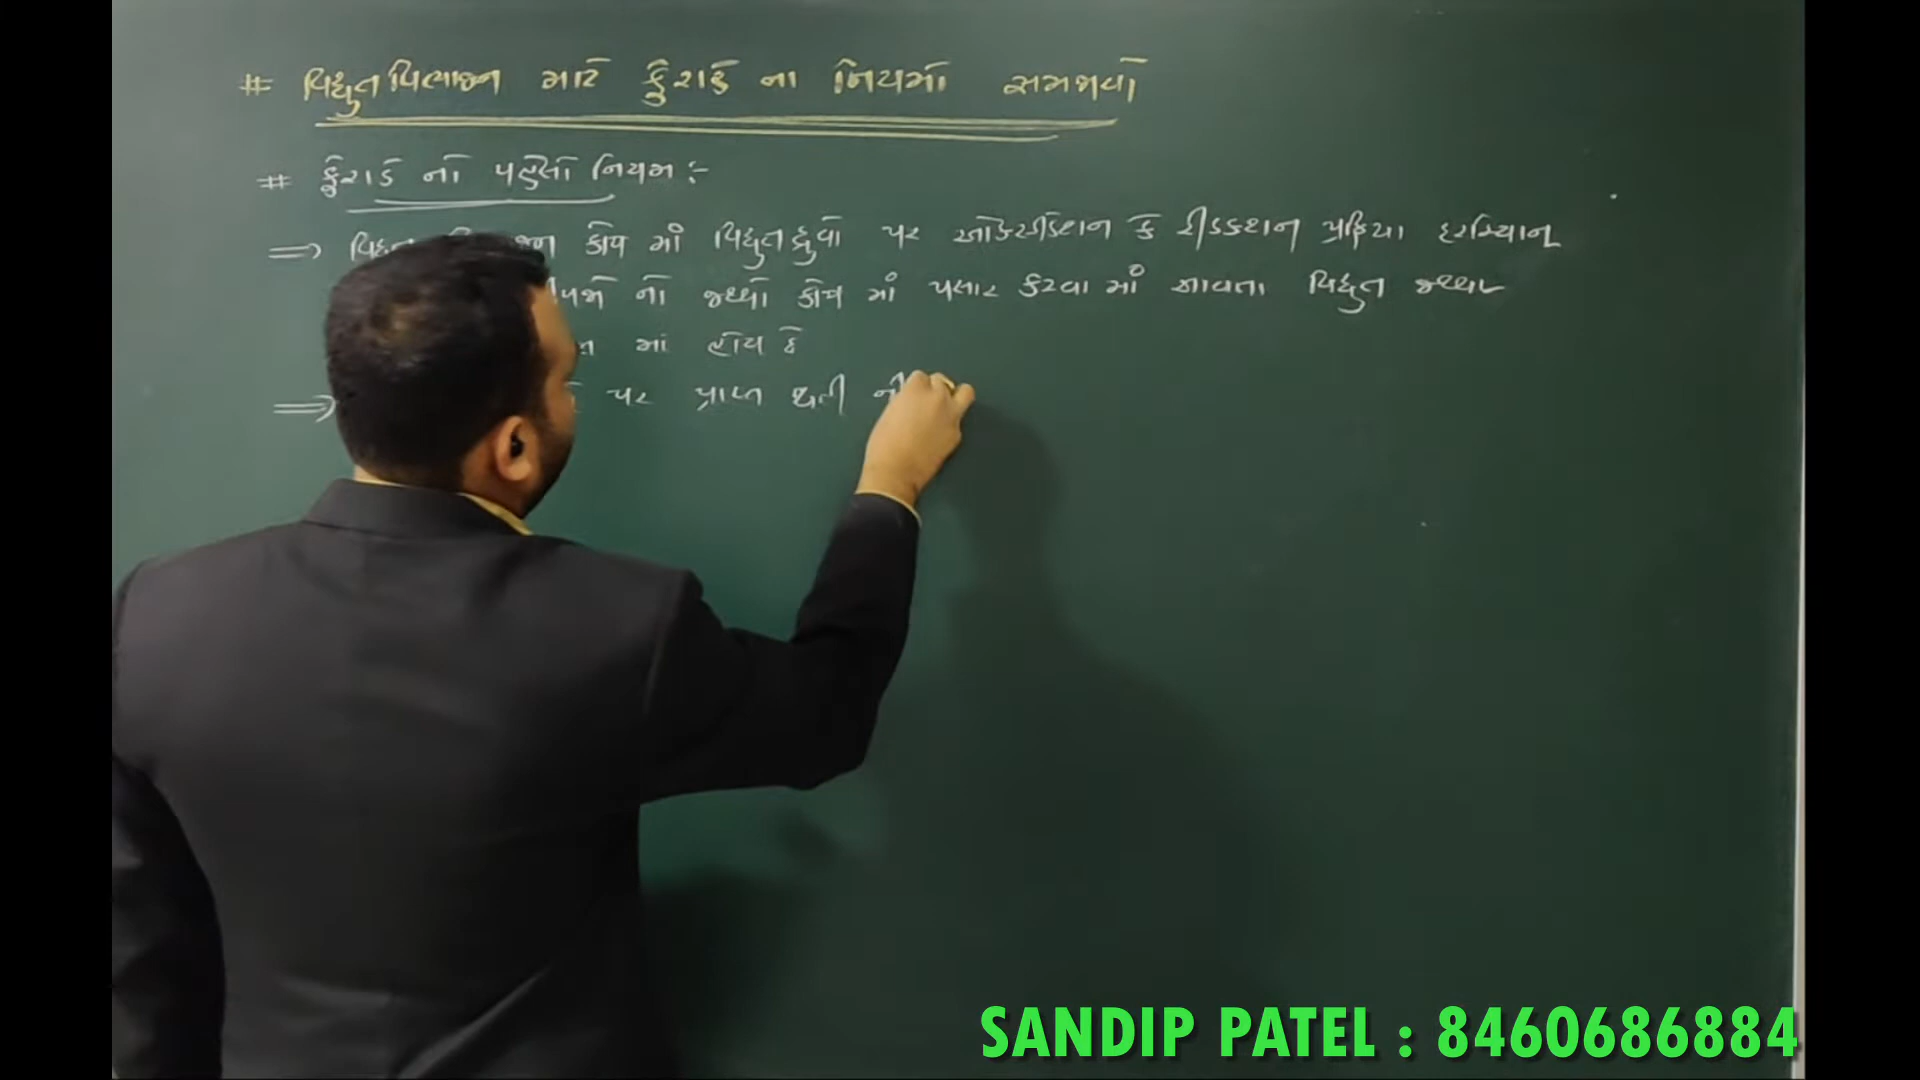 # વિદ્યુતવિભાજન માટે ફેરાડે ના નિયમો સમજાવો
# ફેરાડે નો પહેલો નિયમ :-
⇒ કોષ માં વિદ્યુતધ્રુવો પર ઓક્સીડેશન કે રીડક્શન પ્રક્રિયા દરમ્યાન
નો જથ્થો કોષ માં પસાર કરવા માં આવતા વિદ્યુત જથ્થા
માં હોય છે
⇒ પર પ્રાપ્ત થતી ની
SANDIP PATEL : 8460686884